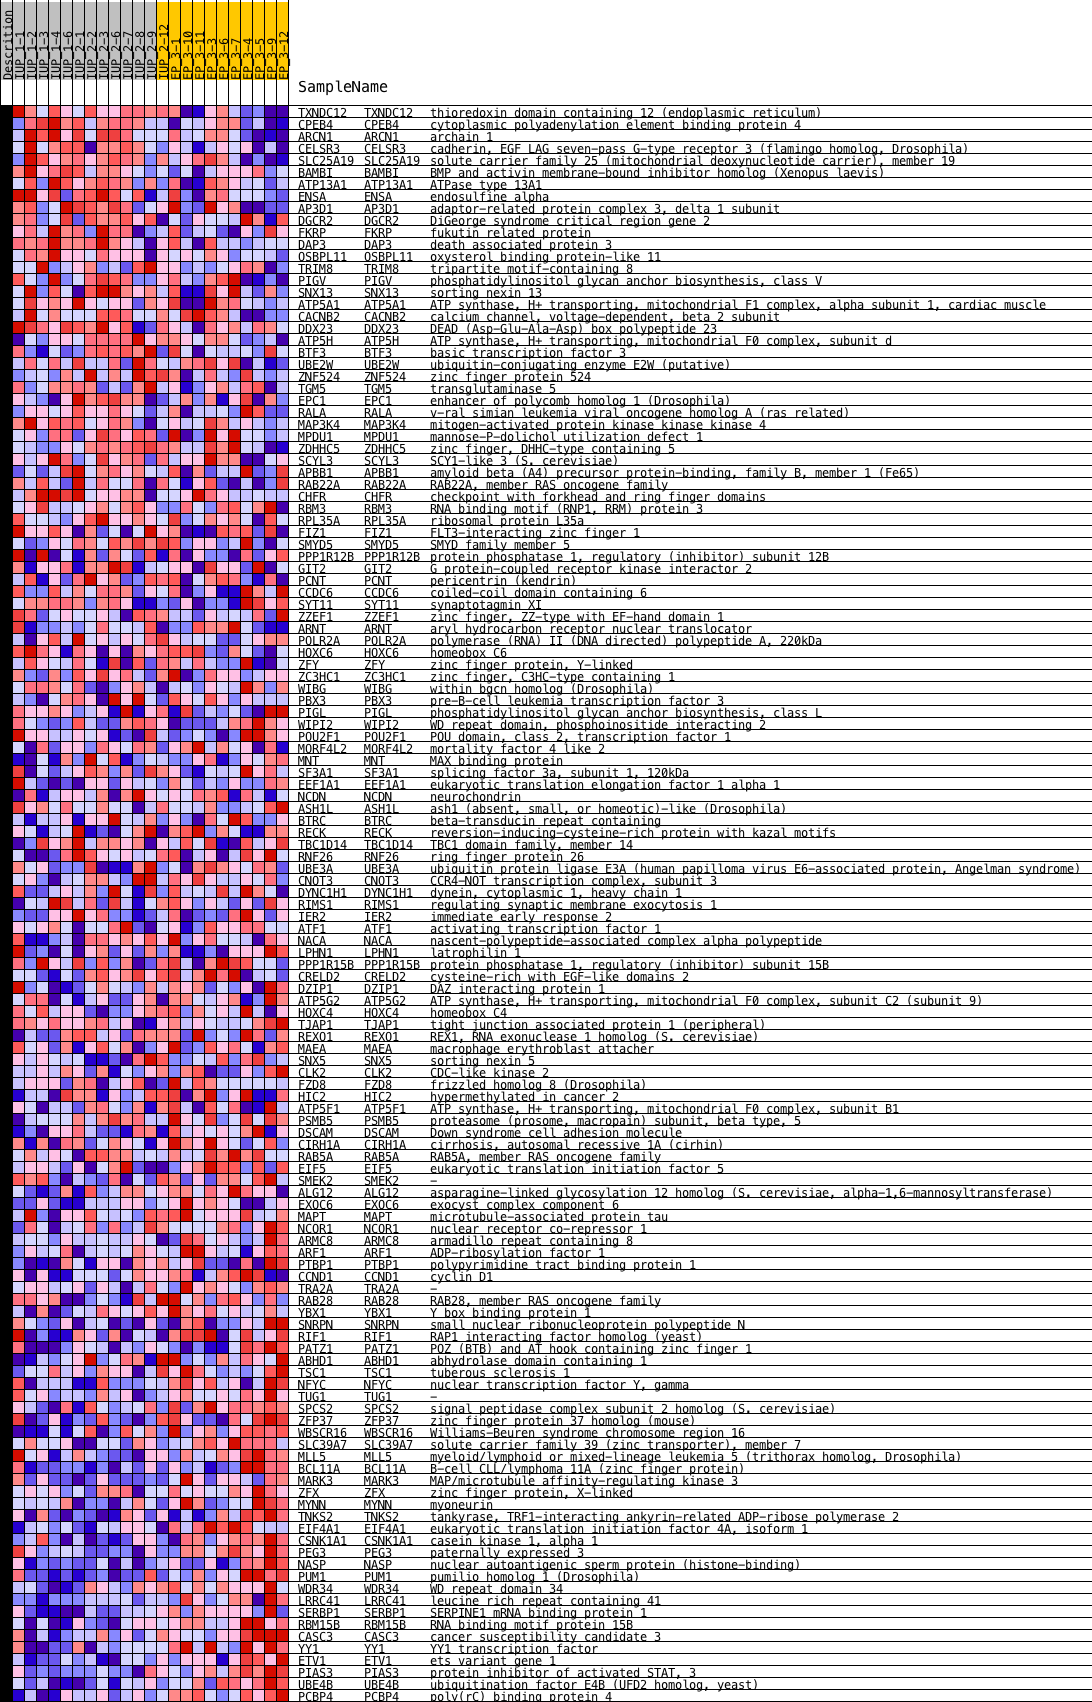 Descrition
IUP_1-1
IUP_1-2
IUP_1-3
IUP_1-4
IUP_1-6
IUP_2-1
IUP_2-2
IUP_2-3
IUP_2-6
IUP_2-7
IUP_2-8
IUP_2-9
IUP_2-12
EP_3-1
EP_3-10
EP_3-11
EP_3-3
EP_3-6
EP_3-7
EP_3-4
EP_3-5
EP_3-9
EP_3-12
SampleName
TXNDC12 TXNDC12 thioredoxin domain containing 12 (endoplasmic reticulum)
CPEB4 CPEB4 cytoplasmic polyadenylation element binding protein 4
ARCN1 ARCN1 archain 1
CELSR3 CELSR3 cadherin, EGF LAG seven-pass G-type receptor 3 (flamingo homolog, Drosophila)
SLC25A19 SLC25A19 solute carrier family 25 (mitochondrial deoxynucleotide carrier), member 19
BAMBI BAMBI BMP and activin membrane-bound inhibitor homolog (Xenopus laevis)
ATP13A1 ATP13A1 ATPase type 13A1
ENSA ENSA endosulfine alpha
AP3D1 AP3D1 adaptor-related protein complex 3, delta 1 subunit
DGCR2 DGCR2 DiGeorge syndrome critical region gene 2
FKRP FKRP fukutin related protein
DAP3 DAP3 death associated protein 3
OSBPL11 OSBPL11 oxysterol binding protein-like 11
TRIM8 TRIM8 tripartite motif-containing 8
PIGV PIGV phosphatidylinositol glycan anchor biosynthesis, class V
SNX13 SNX13 sorting nexin 13
ATP5A1 ATP5A1 ATP synthase, H+ transporting, mitochondrial F1 complex, alpha subunit 1, cardiac muscle
CACNB2 CACNB2 calcium channel, voltage-dependent, beta 2 subunit
DDX23 DDX23 DEAD (Asp-Glu-Ala-Asp) box polypeptide 23
ATP5H ATP5H ATP synthase, H+ transporting, mitochondrial F0 complex, subunit d
BTF3 BTF3 basic transcription factor 3
UBE2W UBE2W ubiquitin-conjugating enzyme E2W (putative)
ZNF524 ZNF524 zinc finger protein 524
TGM5 TGM5 transglutaminase 5
EPC1 EPC1 enhancer of polycomb homolog 1 (Drosophila)
RALA RALA v-ral simian leukemia viral oncogene homolog A (ras related)
MAP3K4 MAP3K4 mitogen-activated protein kinase kinase kinase 4
MPDU1 MPDU1 mannose-P-dolichol utilization defect 1
ZDHHC5 ZDHHC5 zinc finger, DHHC-type containing 5
SCYL3 SCYL3 SCY1-like 3 (S. cerevisiae)
APBB1 APBB1 amyloid beta (A4) precursor protein-binding, family B, member 1 (Fe65)
RAB22A RAB22A RAB22A, member RAS oncogene family
CHFR CHFR checkpoint with forkhead and ring finger domains
RBM3 RBM3 RNA binding motif (RNP1, RRM) protein 3
RPL35A RPL35A ribosomal protein L35a
FIZ1 FIZ1 FLT3-interacting zinc finger 1
SMYD5 SMYD5 SMYD family member 5
PPP1R12B PPP1R12B protein phosphatase 1, regulatory (inhibitor) subunit 12B
GIT2 GIT2 G protein-coupled receptor kinase interactor 2
PCNT PCNT pericentrin (kendrin)
CCDC6 CCDC6 coiled-coil domain containing 6
SYT11 SYT11 synaptotagmin XI
ZZEF1 ZZEF1 zinc finger, ZZ-type with EF-hand domain 1
ARNT ARNT aryl hydrocarbon receptor nuclear translocator
POLR2A POLR2A polymerase (RNA) II (DNA directed) polypeptide A, 220kDa
HOXC6 HOXC6 homeobox C6
ZFY ZFY zinc finger protein, Y-linked
ZC3HC1 ZC3HC1 zinc finger, C3HC-type containing 1
WIBG WIBG within bgcn homolog (Drosophila)
PBX3 PBX3 pre-B-cell leukemia transcription factor 3
PIGL PIGL phosphatidylinositol glycan anchor biosynthesis, class L
WIPI2 WIPI2 WD repeat domain, phosphoinositide interacting 2
POU2F1 POU2F1 POU domain, class 2, transcription factor 1
MORF4L2 MORF4L2 mortality factor 4 like 2
MNT MNT MAX binding protein
SF3A1 SF3A1 splicing factor 3a, subunit 1, 120kDa
EEF1A1 EEF1A1 eukaryotic translation elongation factor 1 alpha 1
NCDN NCDN neurochondrin
ASH1L ASH1L ash1 (absent, small, or homeotic)-like (Drosophila)
BTRC BTRC beta-transducin repeat containing
RECK RECK reversion-inducing-cysteine-rich protein with kazal motifs
TBC1D14 TBC1D14 TBC1 domain family, member 14
RNF26 RNF26 ring finger protein 26
UBE3A UBE3A ubiquitin protein ligase E3A (human papilloma virus E6-associated protein, Angelman syndrome)
CNOT3 CNOT3 CCR4-NOT transcription complex, subunit 3
DYNC1H1 DYNC1H1 dynein, cytoplasmic 1, heavy chain 1
RIMS1 RIMS1 regulating synaptic membrane exocytosis 1
IER2 IER2 immediate early response 2
ATF1 ATF1 activating transcription factor 1
NACA NACA nascent-polypeptide-associated complex alpha polypeptide
LPHN1 LPHN1 latrophilin 1
PPP1R15B PPP1R15B protein phosphatase 1, regulatory (inhibitor) subunit 15B
CRELD2 CRELD2 cysteine-rich with EGF-like domains 2
DZIP1 DZIP1 DAZ interacting protein 1
ATP5G2 ATP5G2 ATP synthase, H+ transporting, mitochondrial F0 complex, subunit C2 (subunit 9)
HOXC4 HOXC4 homeobox C4
TJAP1 TJAP1 tight junction associated protein 1 (peripheral)
REXO1 REXO1 REX1, RNA exonuclease 1 homolog (S. cerevisiae)
MAEA MAEA macrophage erythroblast attacher
SNX5 SNX5 sorting nexin 5
CLK2 CLK2 CDC-like kinase 2
FZD8 FZD8 frizzled homolog 8 (Drosophila)
HIC2 HIC2 hypermethylated in cancer 2
ATP5F1 ATP5F1 ATP synthase, H+ transporting, mitochondrial F0 complex, subunit B1
PSMB5 PSMB5 proteasome (prosome, macropain) subunit, beta type, 5
DSCAM DSCAM Down syndrome cell adhesion molecule
CIRH1A CIRH1A cirrhosis, autosomal recessive 1A (cirhin)
RAB5A RAB5A RAB5A, member RAS oncogene family
EIF5 EIF5 eukaryotic translation initiation factor 5
SMEK2 SMEK2 -
ALG12 ALG12 asparagine-linked glycosylation 12 homolog (S. cerevisiae, alpha-1,6-mannosyltransferase)
EXOC6 EXOC6 exocyst complex component 6
MAPT MAPT microtubule-associated protein tau
NCOR1 NCOR1 nuclear receptor co-repressor 1
ARMC8 ARMC8 armadillo repeat containing 8
ARF1 ARF1 ADP-ribosylation factor 1
PTBP1 PTBP1 polypyrimidine tract binding protein 1
CCND1 CCND1 cyclin D1
TRA2A TRA2A -
RAB28 RAB28 RAB28, member RAS oncogene family
YBX1 YBX1 Y box binding protein 1
SNRPN SNRPN small nuclear ribonucleoprotein polypeptide N
RIF1 RIF1 RAP1 interacting factor homolog (yeast)
PATZ1 PATZ1 POZ (BTB) and AT hook containing zinc finger 1
ABHD1 ABHD1 abhydrolase domain containing 1
TSC1 TSC1 tuberous sclerosis 1
NFYC NFYC nuclear transcription factor Y, gamma
TUG1 TUG1 -
SPCS2 SPCS2 signal peptidase complex subunit 2 homolog (S. cerevisiae)
ZFP37 ZFP37 zinc finger protein 37 homolog (mouse)
WBSCR16 WBSCR16 Williams-Beuren syndrome chromosome region 16
SLC39A7 SLC39A7 solute carrier family 39 (zinc transporter), member 7
MLL5 MLL5 myeloid/lymphoid or mixed-lineage leukemia 5 (trithorax homolog, Drosophila)
BCL11A BCL11A B-cell CLL/lymphoma 11A (zinc finger protein)
MARK3 MARK3 MAP/microtubule affinity-regulating kinase 3
ZFX ZFX zinc finger protein, X-linked
MYNN MYNN myoneurin
TNKS2 TNKS2 tankyrase, TRF1-interacting ankyrin-related ADP-ribose polymerase 2
EIF4A1 EIF4A1 eukaryotic translation initiation factor 4A, isoform 1
CSNK1A1 CSNK1A1 casein kinase 1, alpha 1
PEG3 PEG3 paternally expressed 3
NASP NASP nuclear autoantigenic sperm protein (histone-binding)
PUM1 PUM1 pumilio homolog 1 (Drosophila)
WDR34 WDR34 WD repeat domain 34
LRRC41 LRRC41 leucine rich repeat containing 41
SERBP1 SERBP1 SERPINE1 mRNA binding protein 1
RBM15B RBM15B RNA binding motif protein 15B
CASC3 CASC3 cancer susceptibility candidate 3
YY1 YY1 YY1 transcription factor
ETV1 ETV1 ets variant gene 1
PIAS3 PIAS3 protein inhibitor of activated STAT, 3
UBE4B UBE4B ubiquitination factor E4B (UFD2 homolog, yeast)
PCBP4 PCBP4 poly(rC) binding protein 4